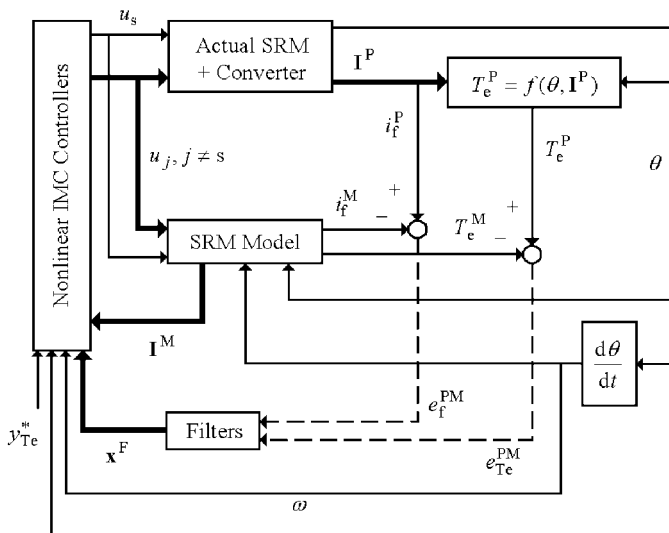 u_s
Actual SRM
+ Converter
I^P
T_e^P = f(θ, I^P)
i_f^P
T_e^P
θ
u_j, j ≠ s
Nonlinear IMC Controllers
+
i_f^M
−
T_e^M
+
−
SRM Model
I^M
dθ
dt
e_f^PM
y_Te^*
x^F
Filters
e_Te^PM
ω